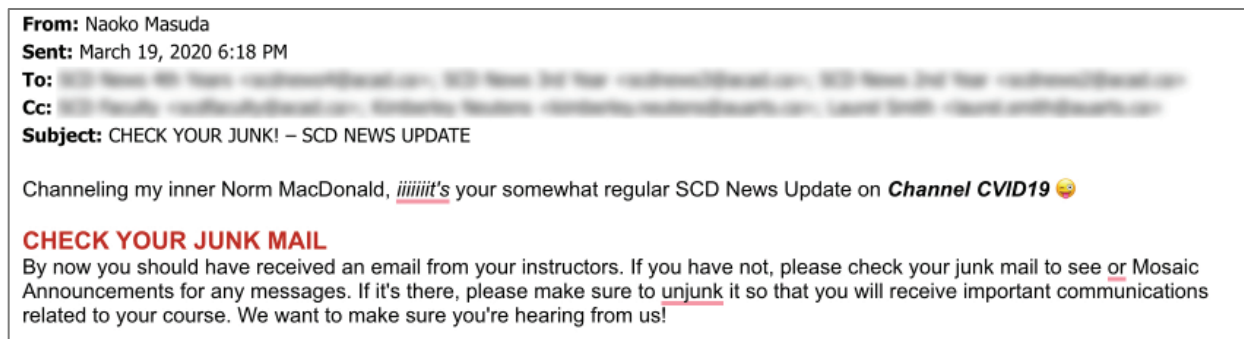 From: Naoko Masuda
Sent: March 19, 2020 6:18 PM
To:
Cc:
Subject: CHECK YOUR JUNK! – SCD NEWS UPDATE
Channeling my inner Norm MacDonald, iiiiiiit's your somewhat regular SCD News Update on Channel CVID19 😜
CHECK YOUR JUNK MAIL
By now you should have received an email from your instructors. If you have not, please check your junk mail to see or Mosaic
Announcements for any messages. If it's there, please make sure to unjunk it so that you will receive important communications
related to your course. We want to make sure you're hearing from us!